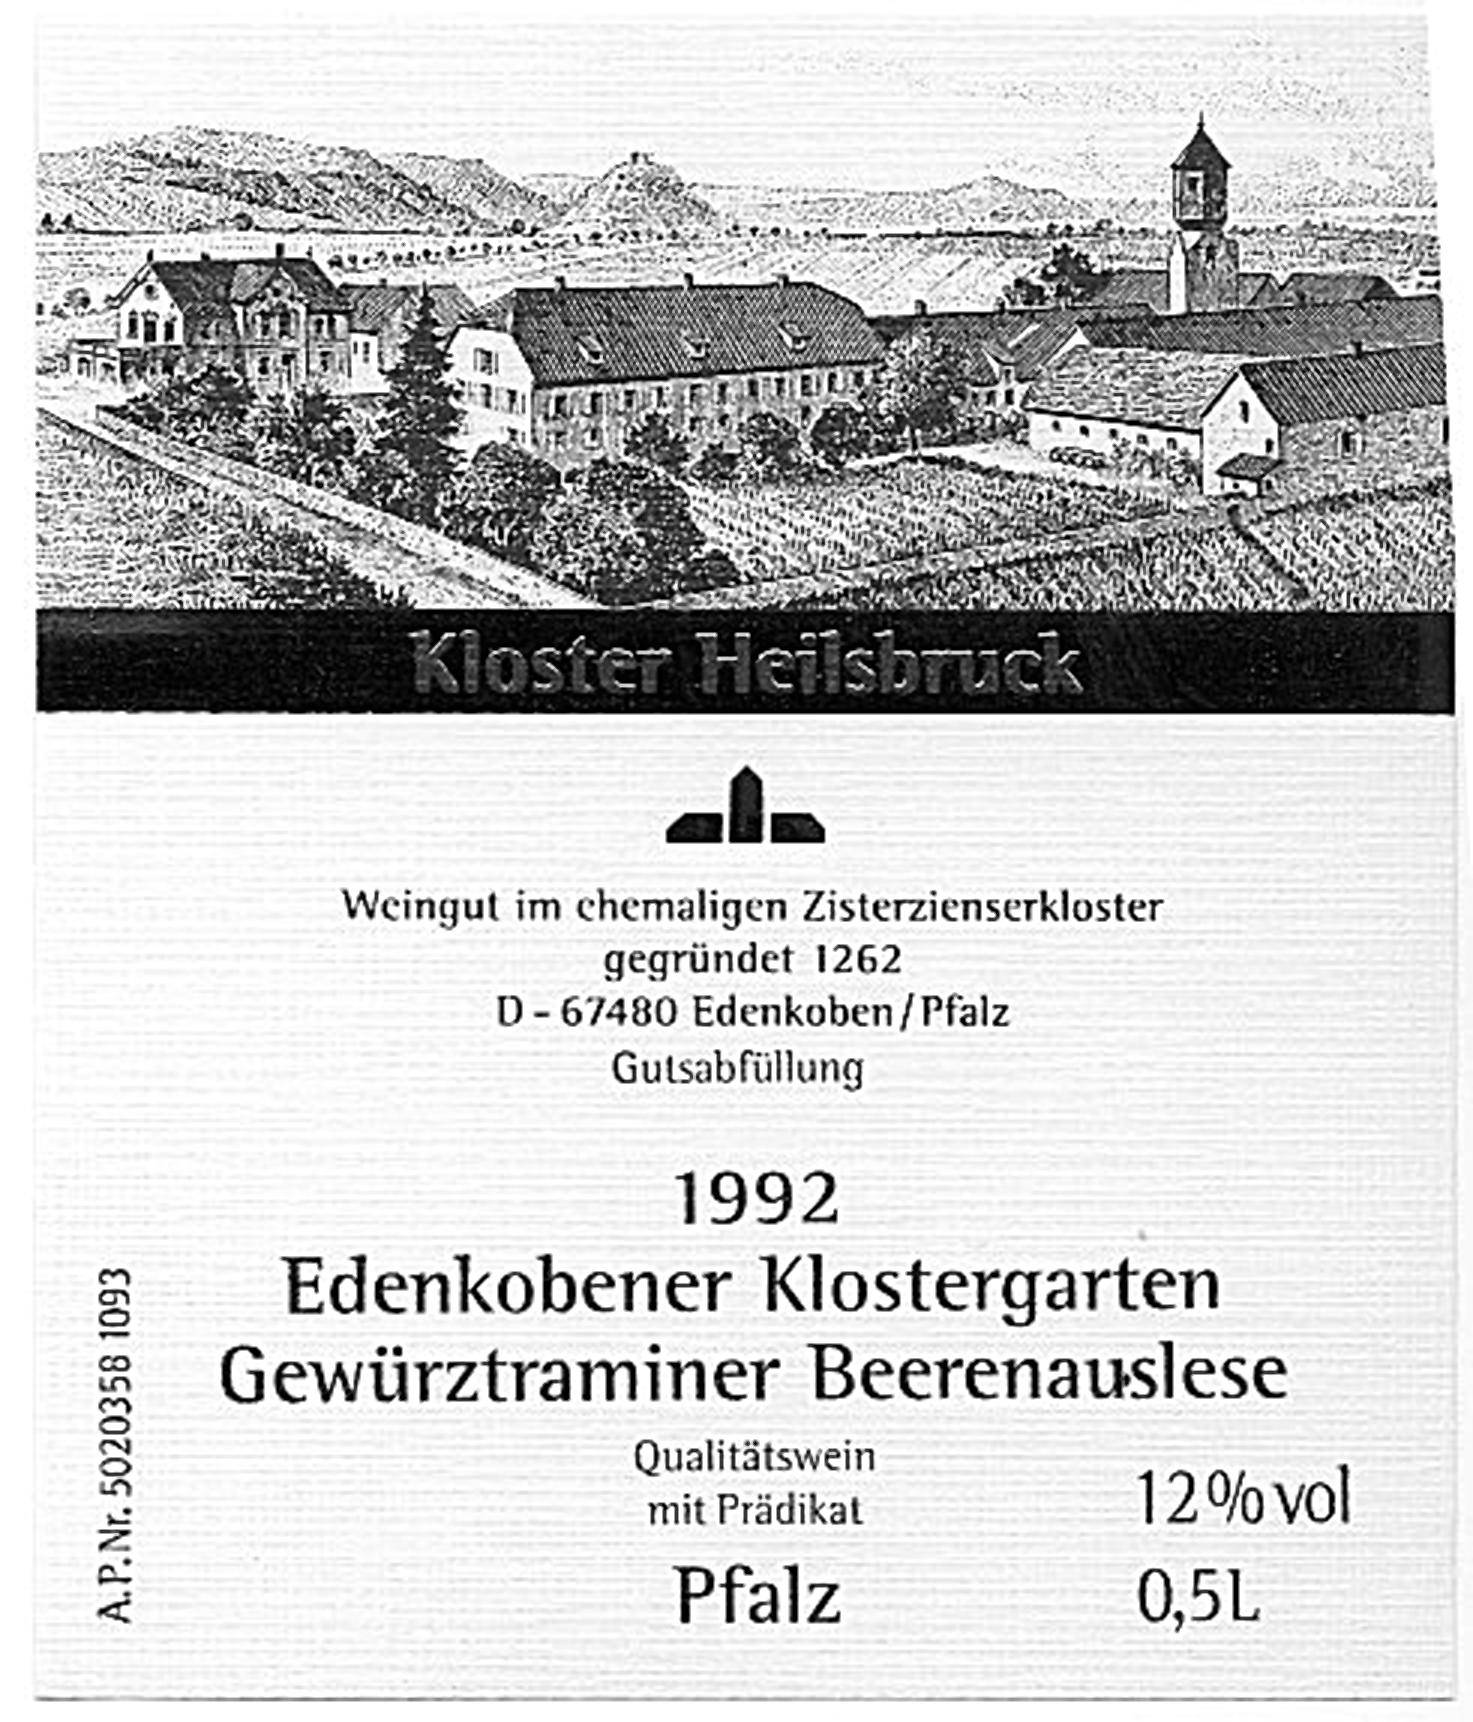 Kloster Heilsbruck
Weingut im ehemaligen Zisterzienserkloster
gegründet 1262
D - 67480 Edenkoben / Pfalz
Gutsabfüllung
1992
Edenkobener Klostergarten
Gewürztraminer Beerenauslese
Qualitätswein
mit Prädikat
12% vol
Pfalz
0,5L
A.P.Nr. 5020358 1093